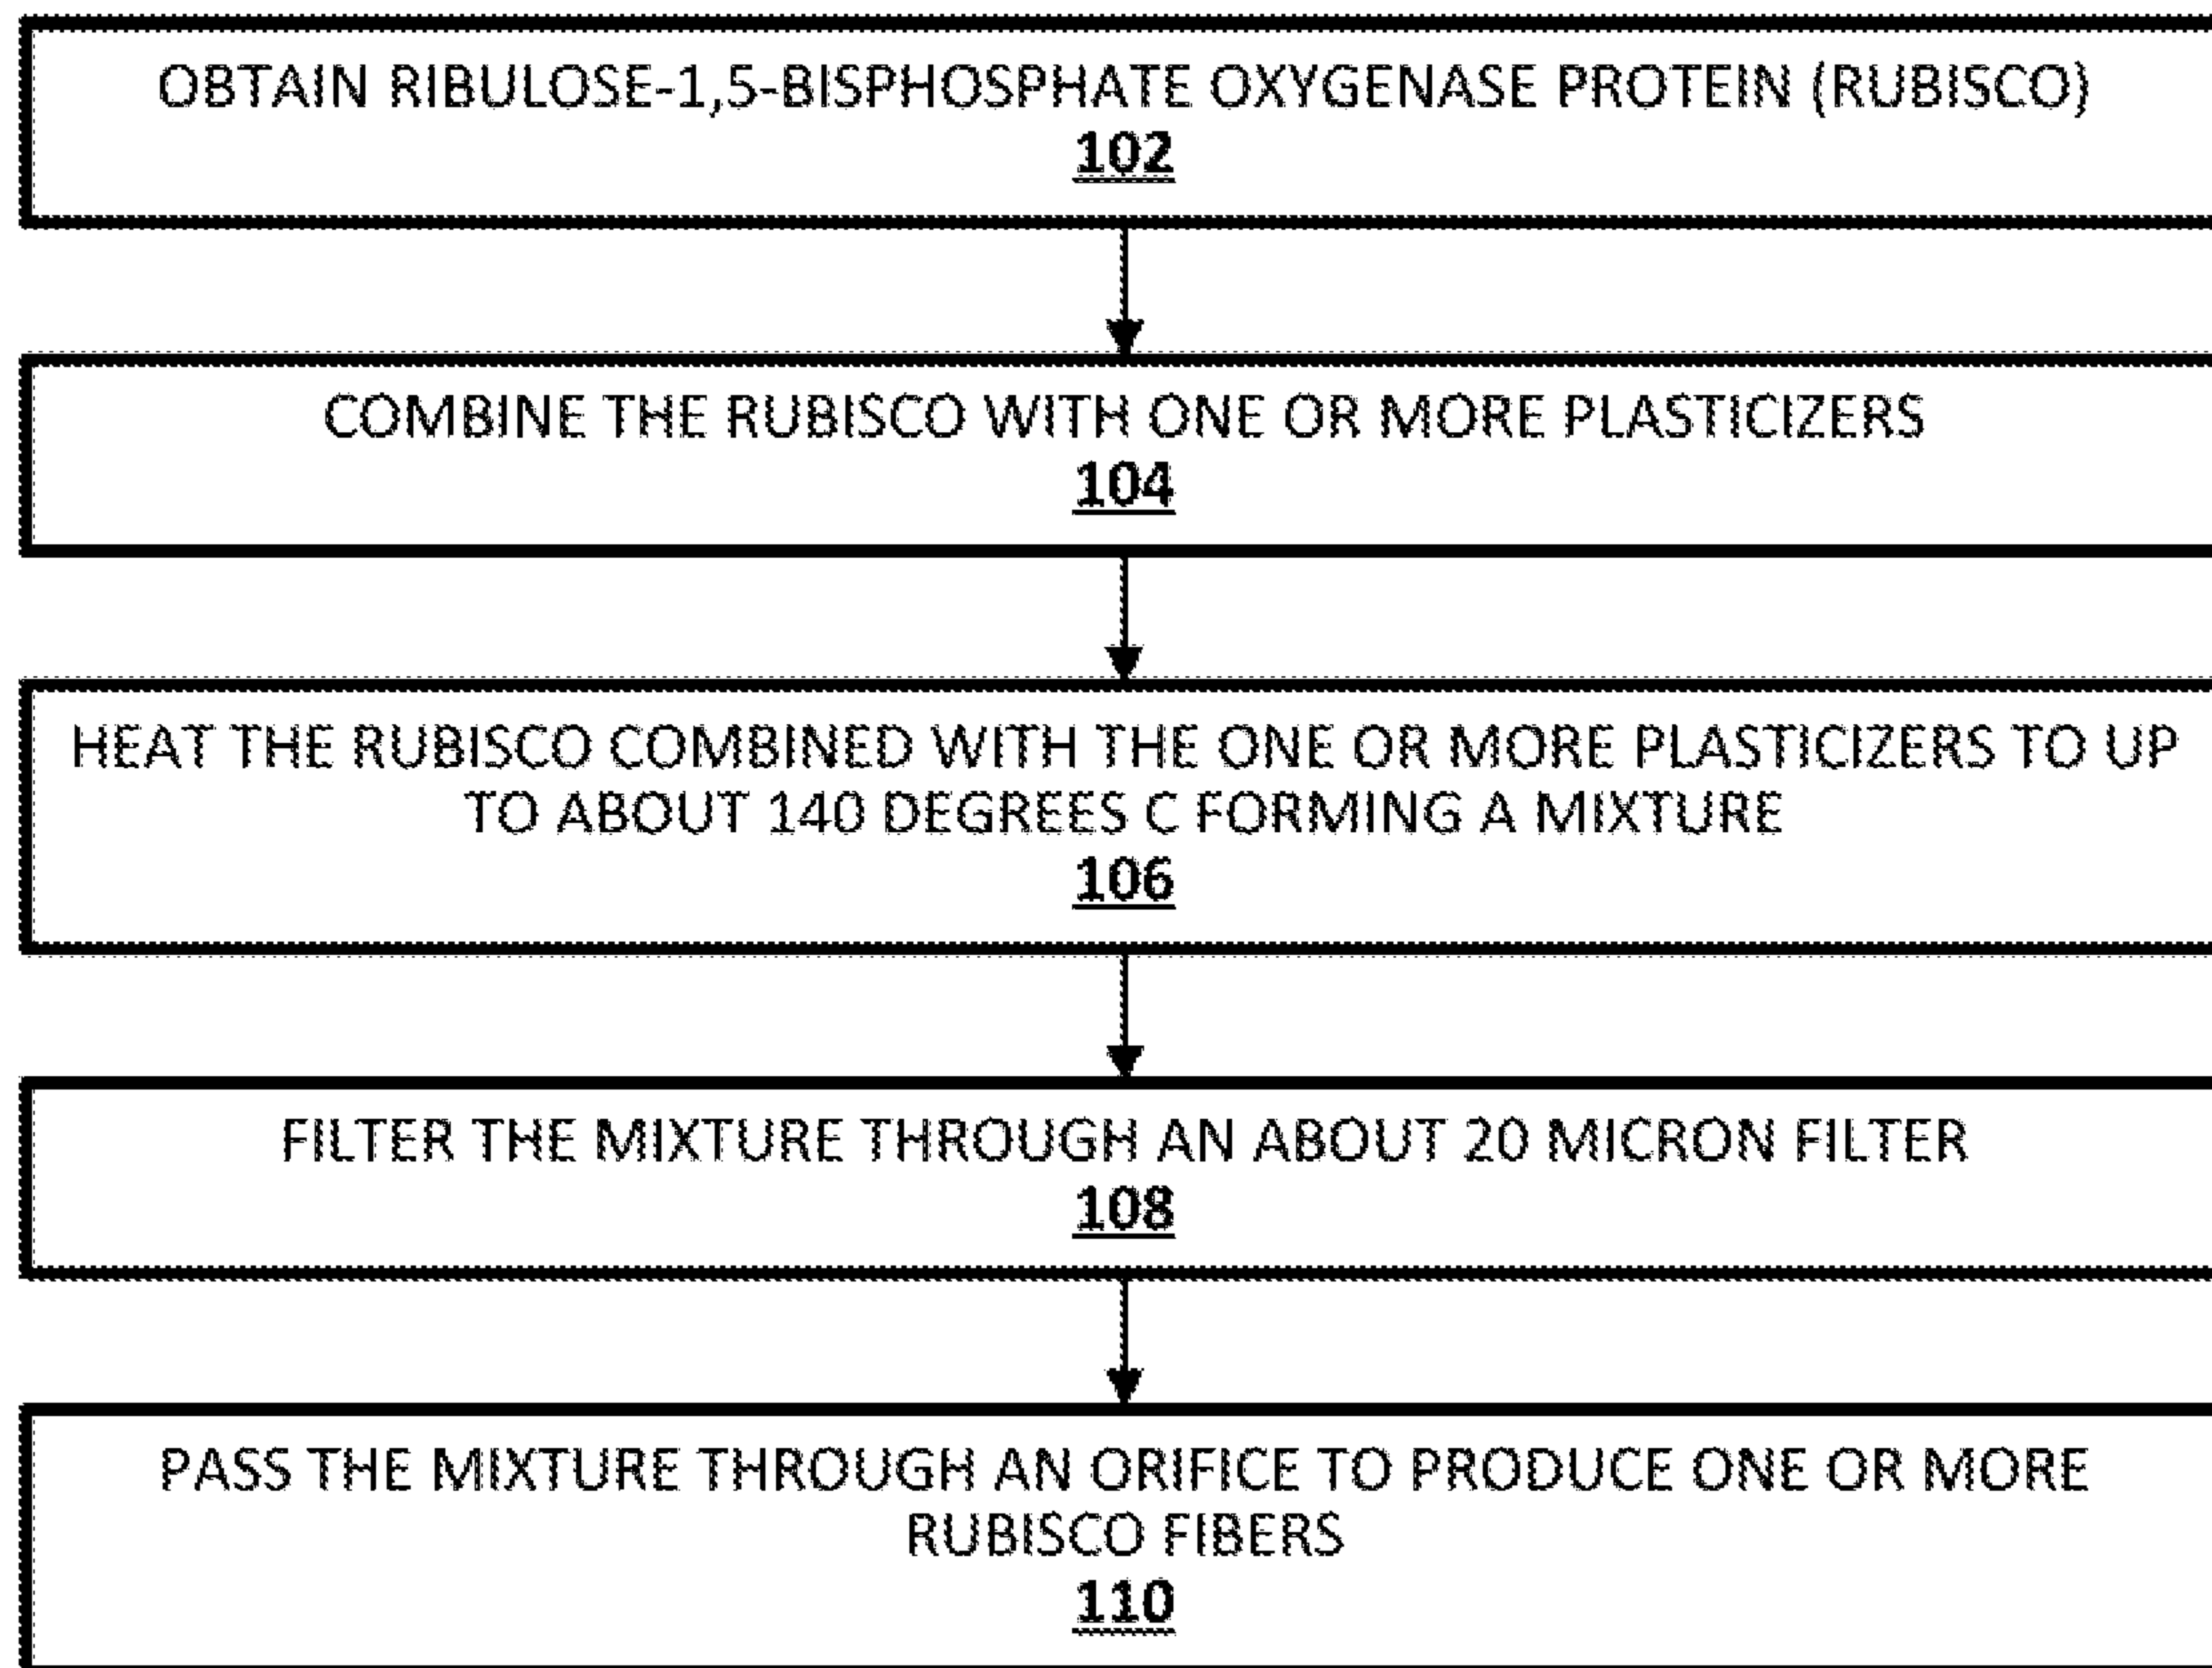 OBTAIN RIBULOSE-1,5-BISPHOSPHATE OXYGENASE PROTEIN (RUBISCO)
102
COMBINE THE RUBISCO WITH ONE OR MORE PLASTICIZERS
104
HEAT THE RUBISCO COMBINED WITH THE ONE OR MORE PLASTICIZERS TO UP
TO ABOUT 140 DEGREES C FORMING A MIXTURE
106
FILTER THE MIXTURE THROUGH AN ABOUT 20 MICRON FILTER
108
PASS THE MIXTURE THROUGH AN ORIFICE TO PRODUCE ONE OR MORE
RUBISCO FIBERS
110